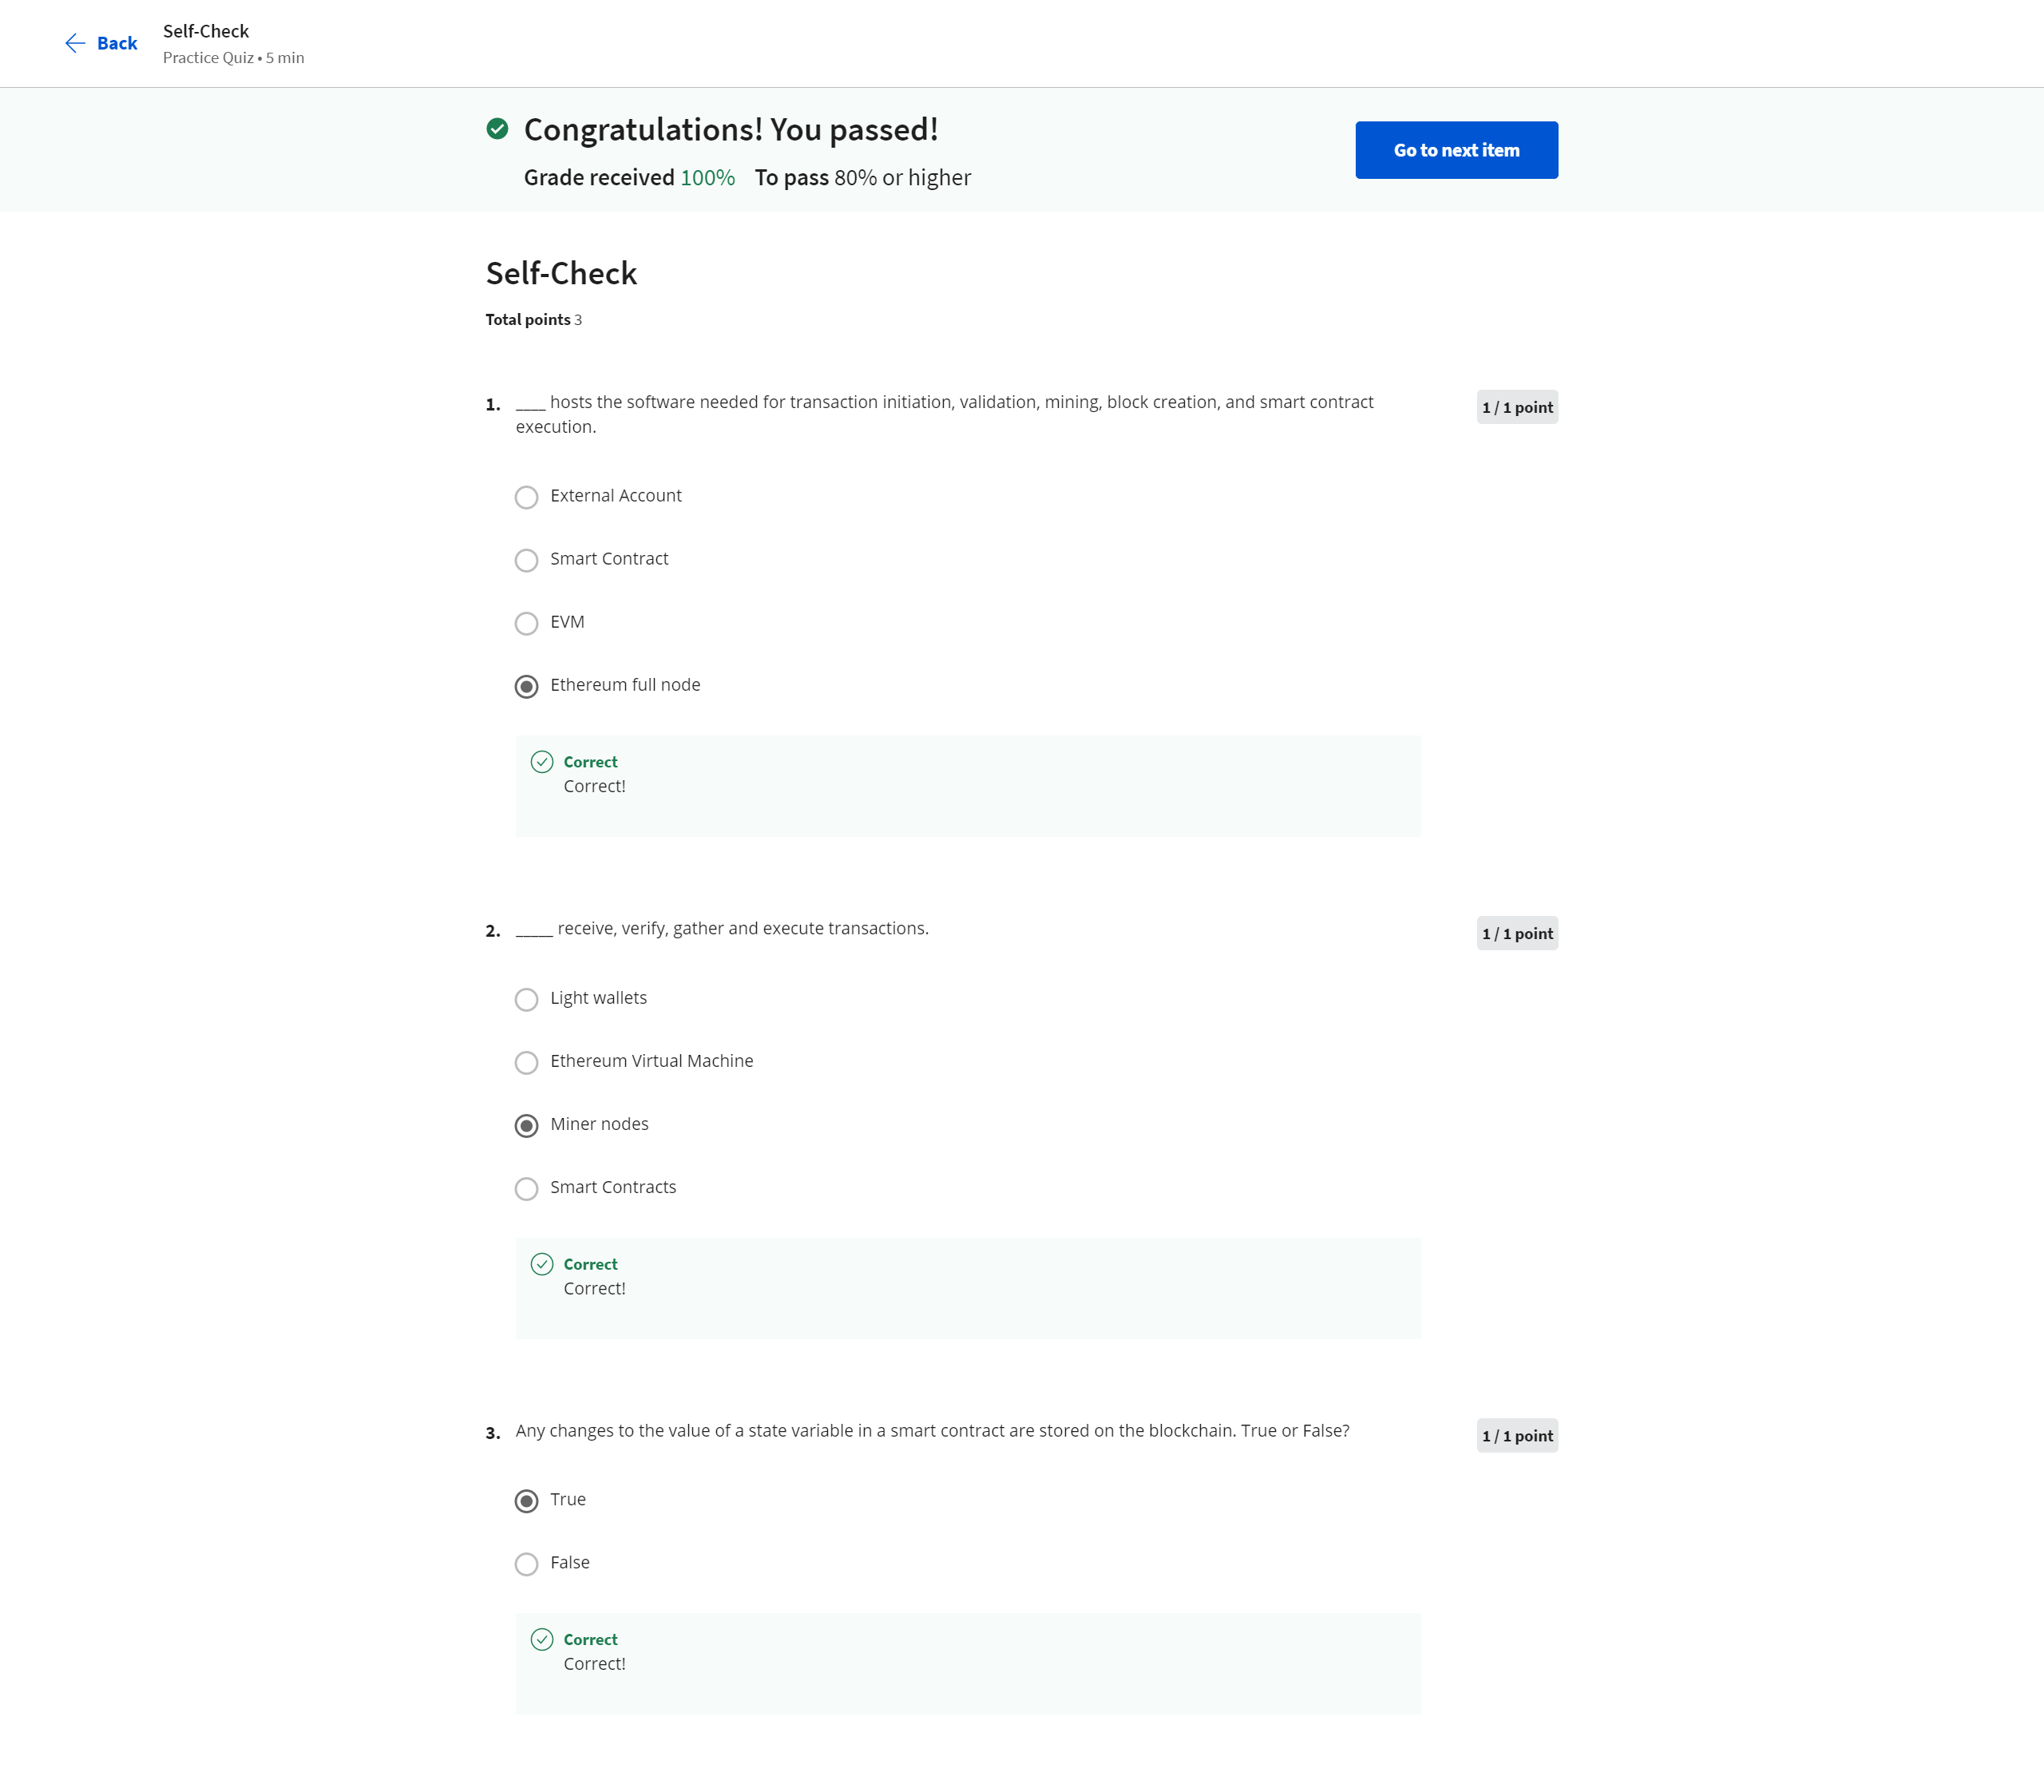 Back
Self-Check
Practice Quiz • 5 min
Congratulations! You passed!
Grade received 100% To pass 80% or higher
Go to next item
Self-Check
Total points 3
1. ____ hosts the software needed for transaction initiation, validation, mining, block creation, and smart contract
execution.
1 / 1 point
External Account
Smart Contract
EVM
Ethereum full node
Correct
Correct!
2. _____ receive, verify, gather and execute transactions.
1 / 1 point
Light wallets
Ethereum Virtual Machine
Miner nodes
Smart Contracts
Correct
Correct!
3. Any changes to the value of a state variable in a smart contract are stored on the blockchain. True or False?
1 / 1 point
True
False
Correct
Correct!